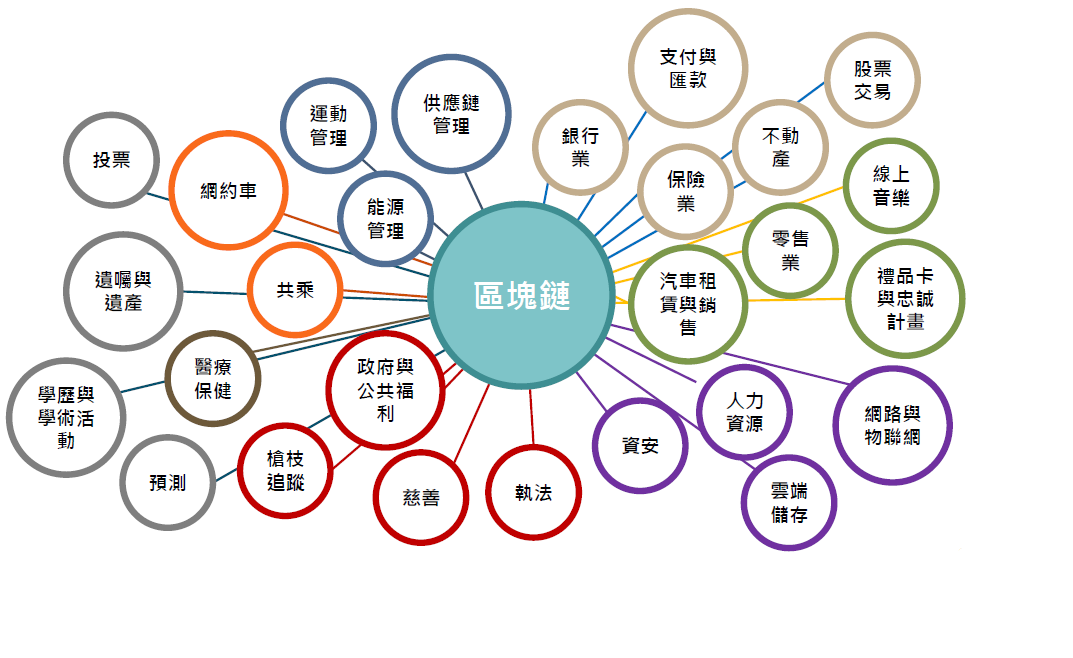 支付與
匯款
股票
交易
供應鏈
管理
運動
管理
銀行
業
不動
產
投票
網約車
保險
業
線上
音樂
能源
管理
零售
業
遺囑與
遺產
共乘
區塊鏈
汽車租
賃與銷
售
禮品卡
與忠誠
計畫
醫療
保健
政府與
公共福
利
學歷與
學術活
動
人力
資源
網路與
物聯網
資安
槍枝
追蹤
預測
慈善
執法
雲端
儲存